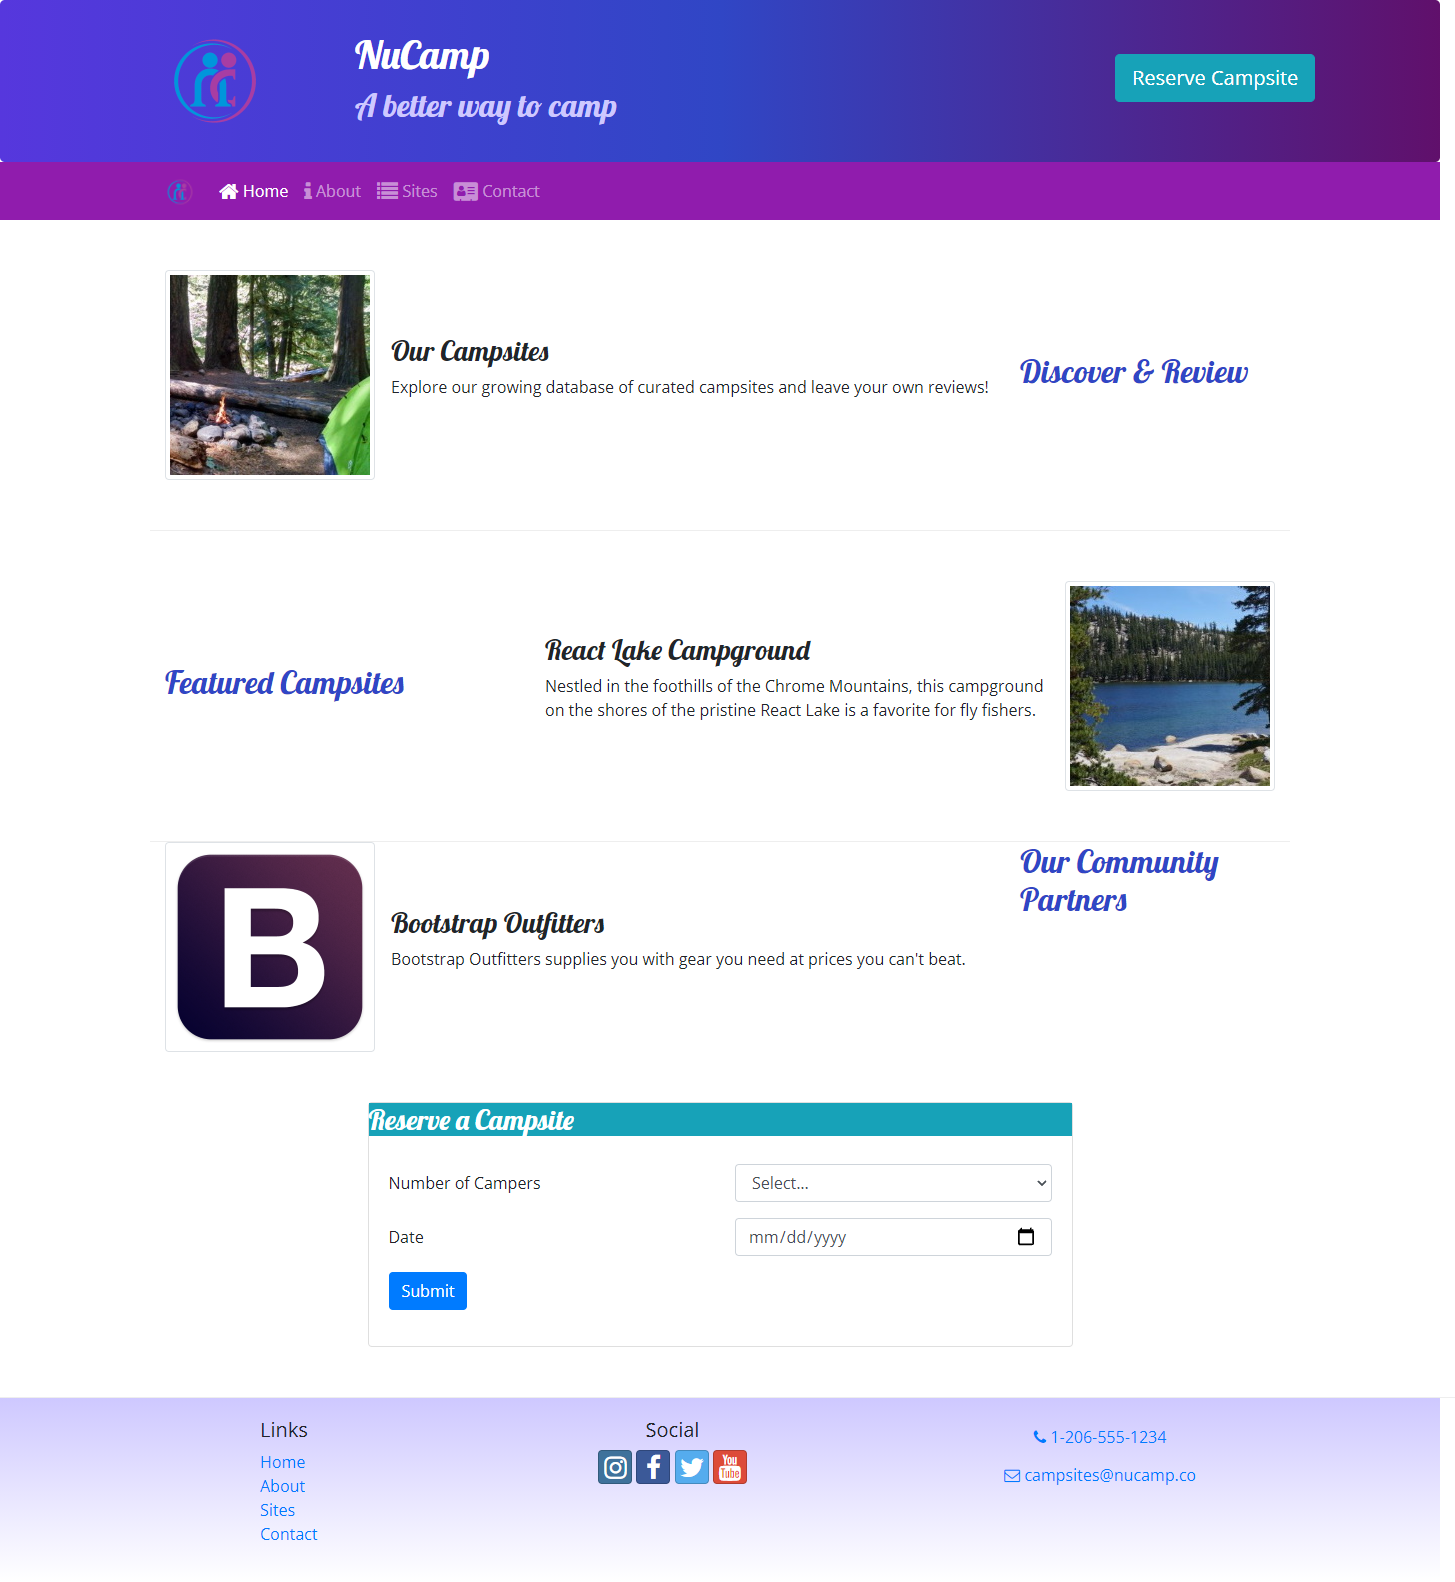 NuCamp
A better way to camp
Reserve Campsite
Home About Sites Contact
Our Campsites
Explore our growing database of curated campsites and leave your own reviews!
Discover & Review
Featured Campsites
React Lake Campground
Nestled in the foothills of the Chrome Mountains, this campground
on the shores of the pristine React Lake is a favorite for fly fishers.
B
Bootstrap Outfitters
Bootstrap Outfitters supplies you with gear you need at prices you can't beat.
Our Community
Partners
Reserve a Campsite
Number of Campers
Select...
Date
mm/dd/yyyy
Submit
Links
Home
About
Sites
Contact
Social
You
Tube
1-206-555-1234
campsites@nucamp.co